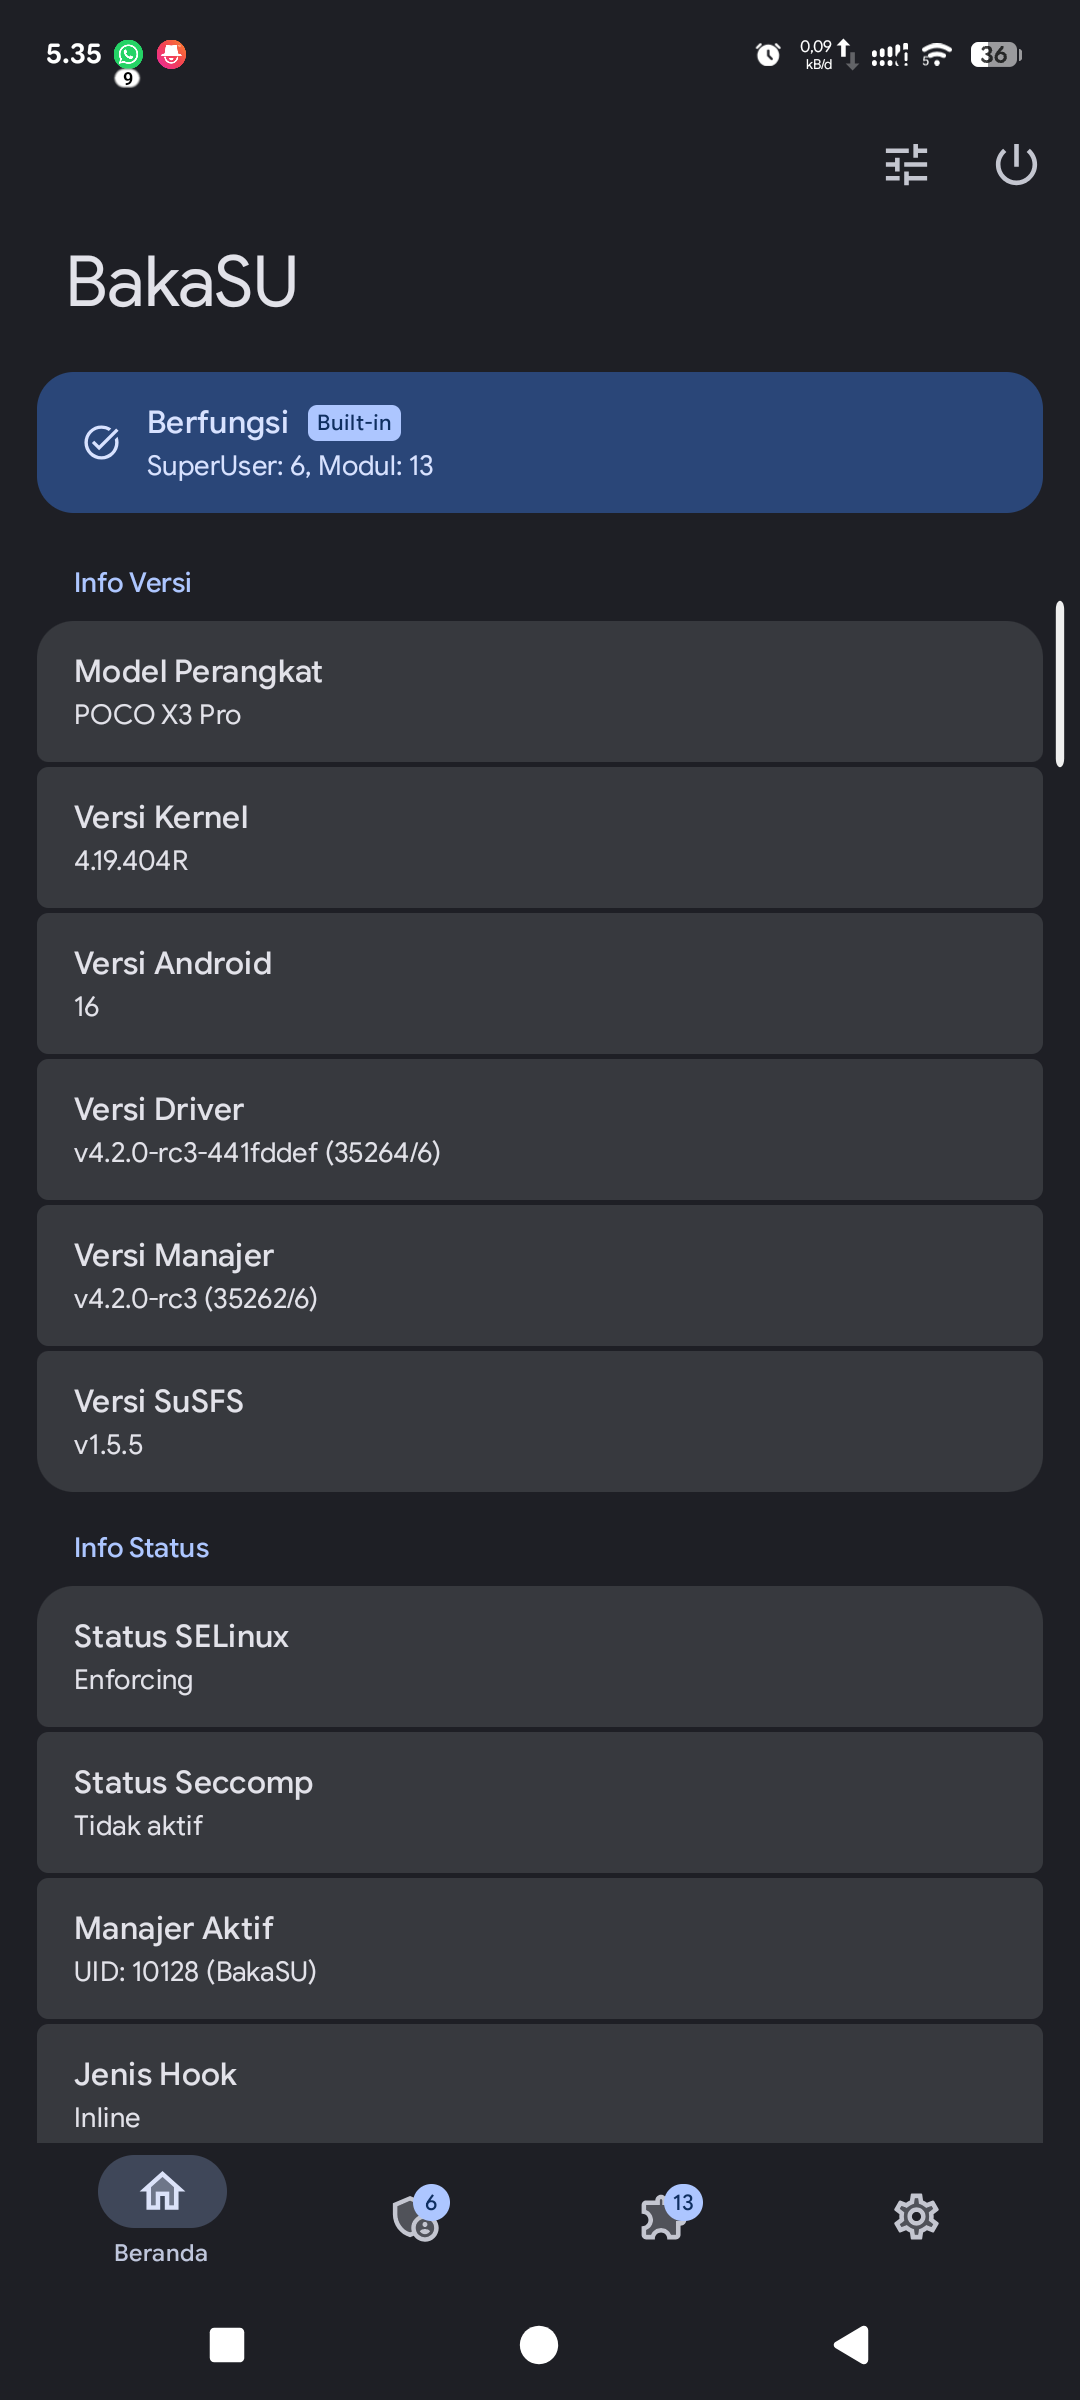 5.35
9
0,09
kB/d
5
36
BakaSU
Berfungsi Built-in
SuperUser: 6, Modul: 13
Info Versi
Model Perangkat
POCO X3 Pro
Versi Kernel
4.19.404R
Versi Android
16
Versi Driver
v4.2.0-rc3-441fddef (35264/6)
Versi Manajer
v4.2.0-rc3 (35262/6)
Versi SuSFS
v1.5.5
Info Status
Status SELinux
Enforcing
Status Seccomp
Tidak aktif
Manajer Aktif
UID: 10128 (BakaSU)
Jenis Hook
Inline
6
13
Beranda